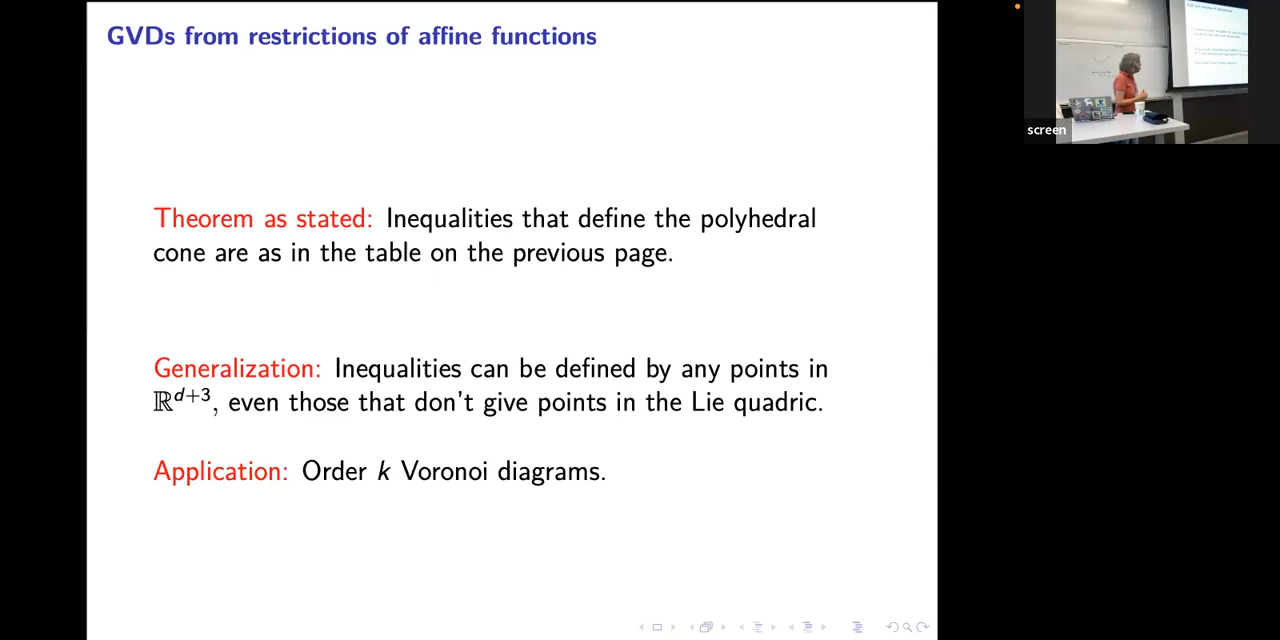 GVDs from restrictions of affine functions
Theorem as stated: Inequalities that define the polyhedral
cone are as in the table on the previous page.
Generalization: Inequalities can be defined by any points in
ℝᵈ⁺³, even those that don't give points in the Lie quadric.
Application: Order k Voronoi diagrams.
screen